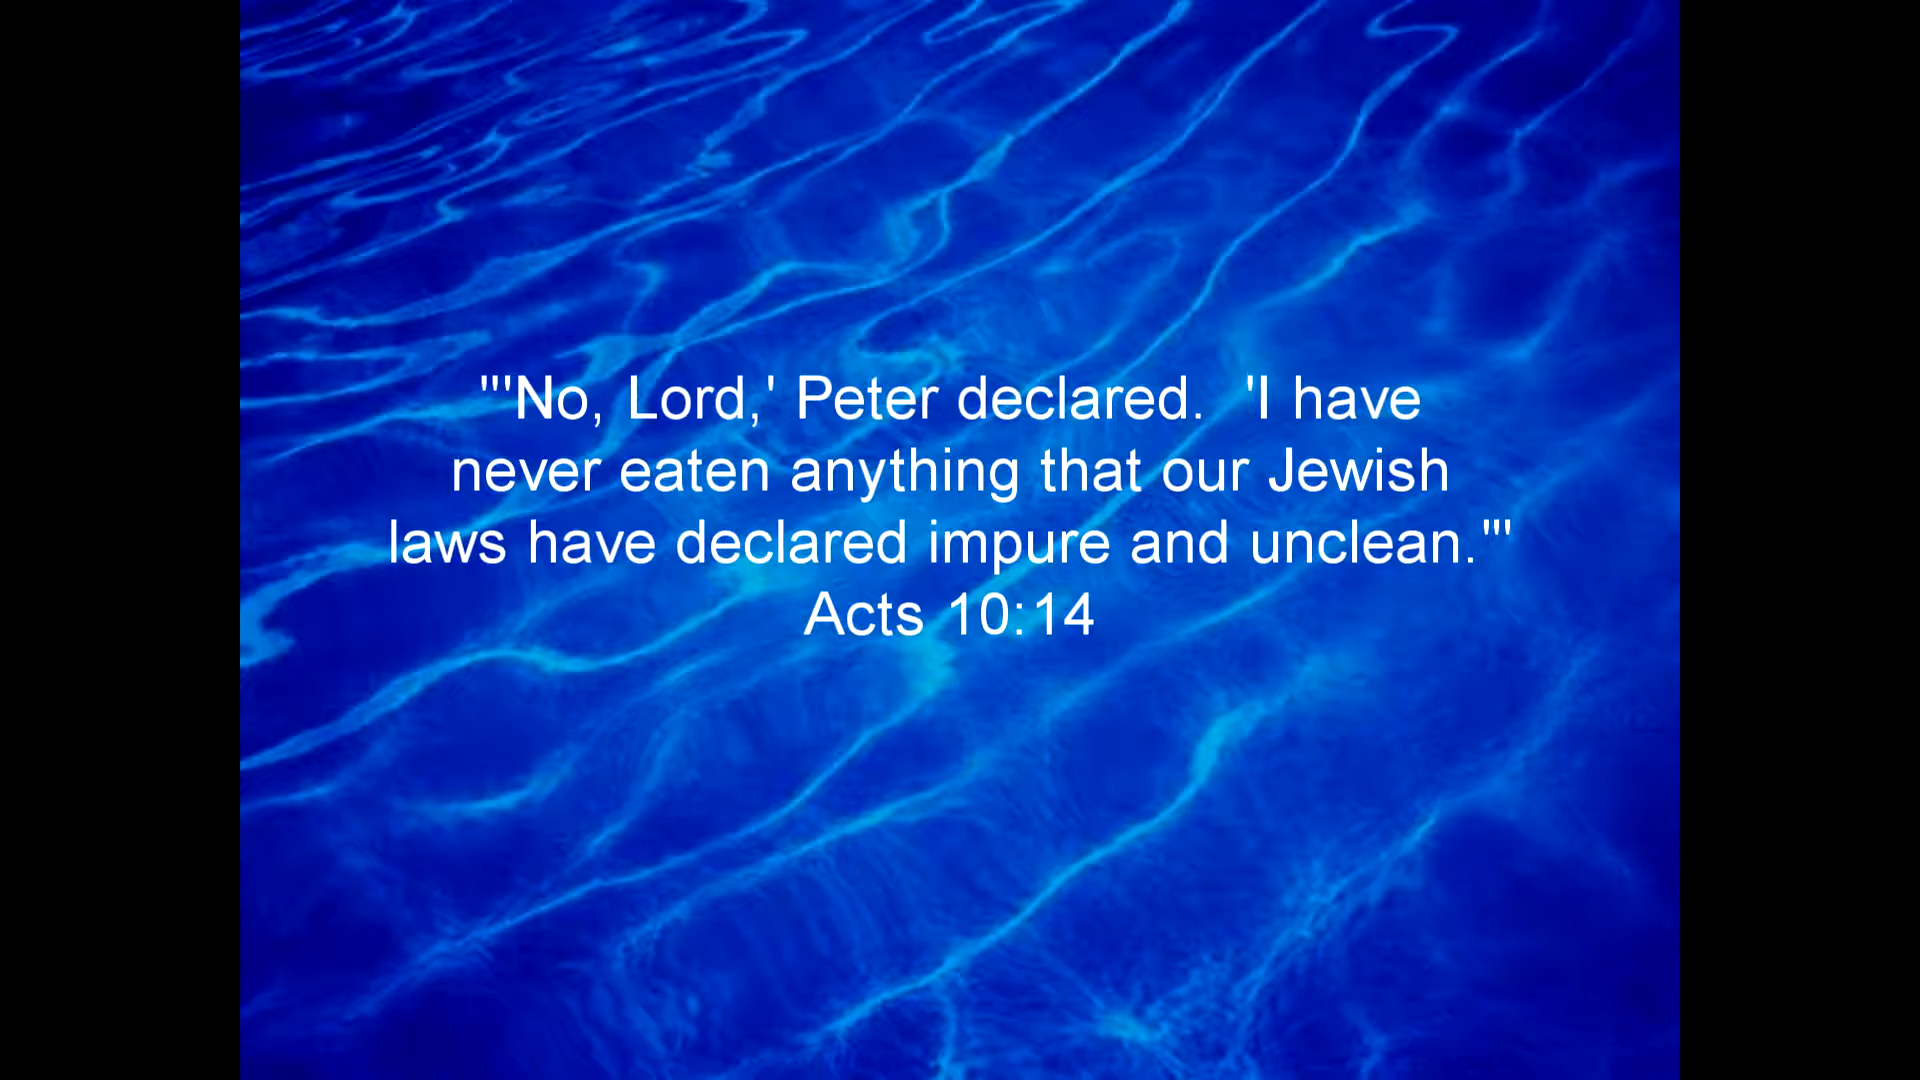 "'"No, Lord,' Peter declared.  'I have
never eaten anything that our Jewish
laws have declared impure and unclean."'
Acts 10:14